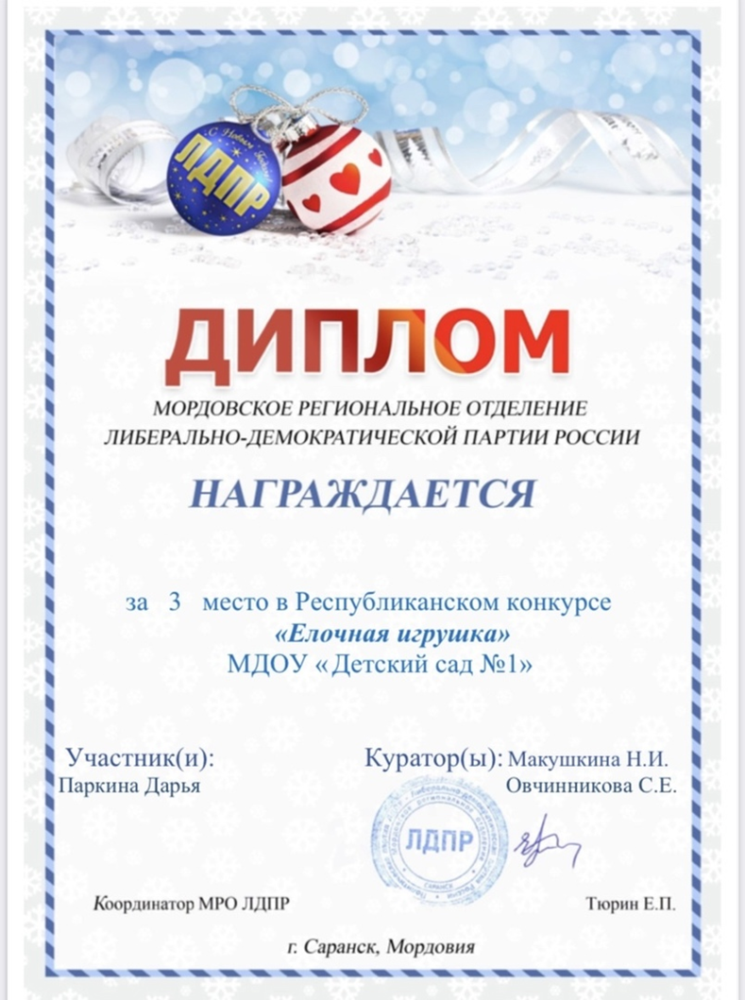 С Новым Годом!
ЛДПР
ДИПЛОМ
МОРДОВСКОЕ РЕГИОНАЛЬНОЕ ОТДЕЛЕНИЕ
ЛИБЕРАЛЬНО-ДЕМОКРАТИЧЕСКОЙ ПАРТИИ РОССИИ
НАГРАЖДАЕТСЯ
за 3 место в Республиканском конкурсе
«Елочная игрушка»
МДОУ «Детский сад №1»
Участник(и):
Паркина Дарья
Куратор(ы): Макушкина Н.И.
Овчинникова С.Е.
ЛДПР
Координатор МРО ЛДПР
Тюрин Е.П.
г. Саранск, Мордовия